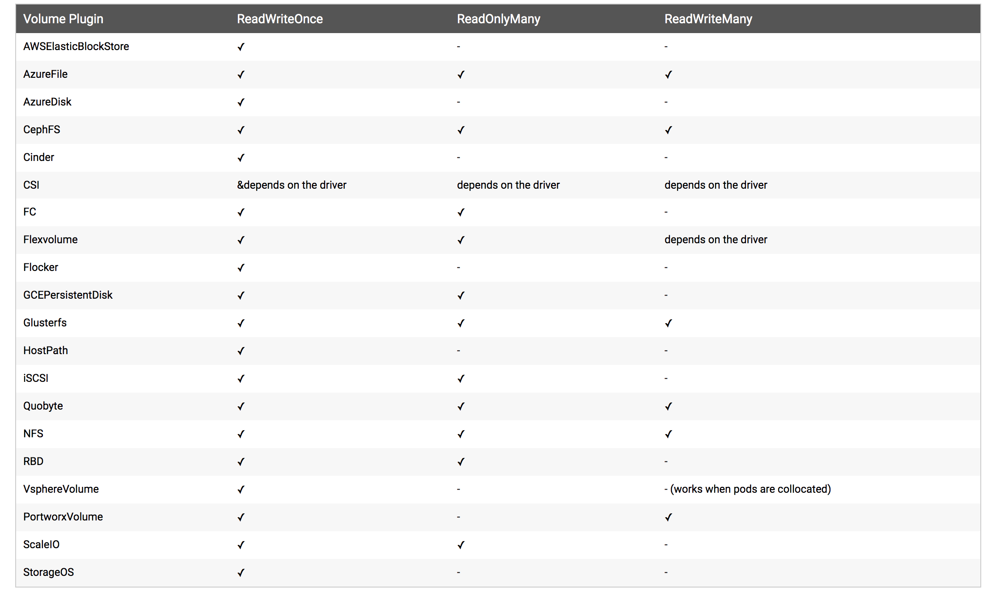 Volume Plugin ReadWriteOnce ReadOnlyMany ReadWriteMany
AWSElasticBlockStore ✓ - -
AzureFile ✓ ✓ ✓
AzureDisk ✓ - -
CephFS ✓ ✓ ✓
Cinder ✓ - -
CSI &depends on the driver depends on the driver depends on the driver
FC ✓ ✓ -
Flexvolume ✓ ✓ depends on the driver
Flocker ✓ - -
GCEPersistentDisk ✓ ✓ -
Glusterfs ✓ ✓ ✓
HostPath ✓ - -
iSCSI ✓ ✓ -
Quobyte ✓ ✓ ✓
NFS ✓ ✓ ✓
RBD ✓ ✓ -
VsphereVolume ✓ - - (works when pods are collocated)
PortworxVolume ✓ - ✓
ScaleIO ✓ ✓ -
StorageOS ✓ - -